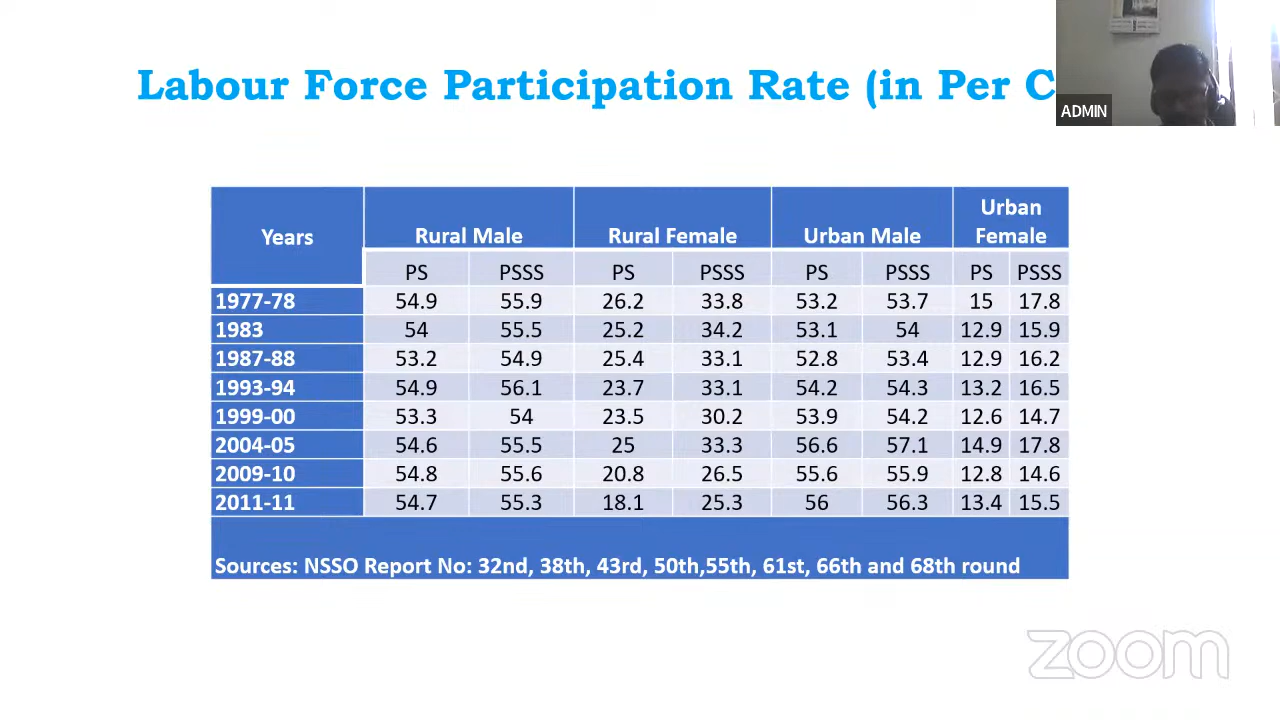 Labour Force Participation Rate (in Per C
ADMIN
Years Rural Male Rural Female Urban Male Urban Female
PS PSSS PS PSSS PS PSSS PS PSSS
1977-78 54.9 55.9 26.2 33.8 53.2 53.7 15 17.8
1983 54 55.5 25.2 34.2 53.1 54 12.9 15.9
1987-88 53.2 54.9 25.4 33.1 52.8 53.4 12.9 16.2
1993-94 54.9 56.1 23.7 33.1 54.2 54.3 13.2 16.5
1999-00 53.3 54 23.5 30.2 53.9 54.2 12.6 14.7
2004-05 54.6 55.5 25 33.3 56.6 57.1 14.9 17.8
2009-10 54.8 55.6 20.8 26.5 55.6 55.9 12.8 14.6
2011-11 54.7 55.3 18.1 25.3 56 56.3 13.4 15.5
Sources: NSSO Report No: 32nd, 38th, 43rd, 50th,55th, 61st, 66th and 68th round
zoom